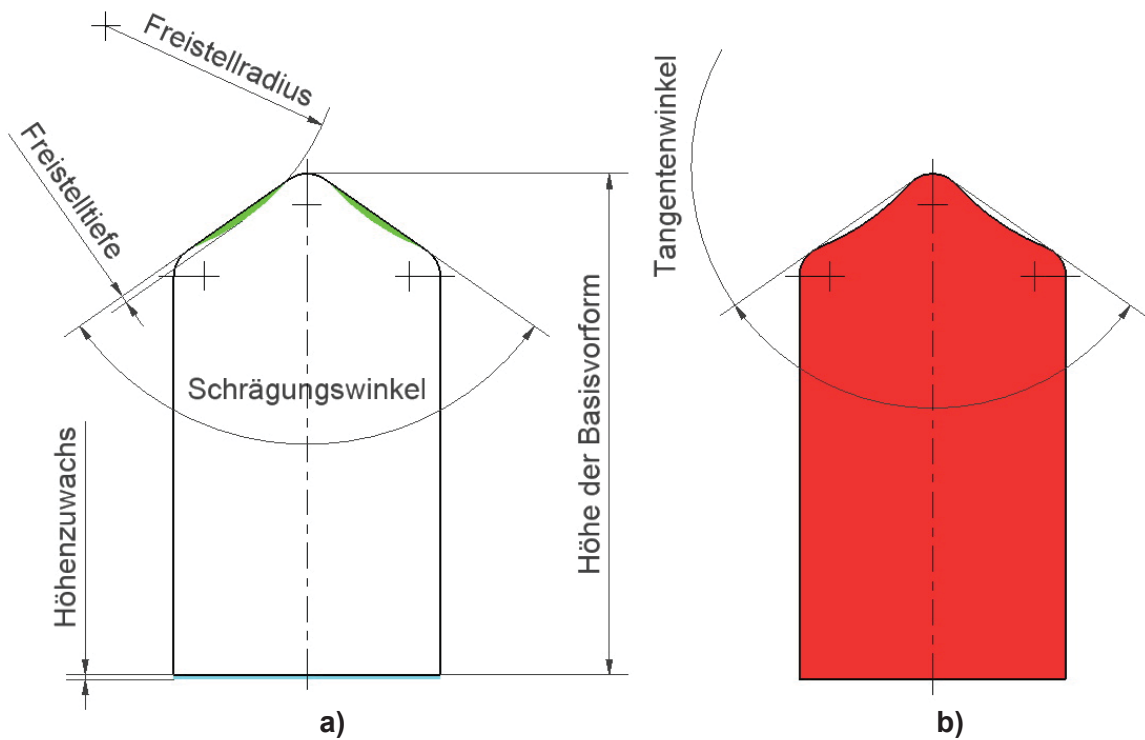 Freistellradius
Freistelltiefe
Schrägungswinkel
Höhenzuwachs
Höhe der Basisvorform
Tangentenwinkel
a)
b)